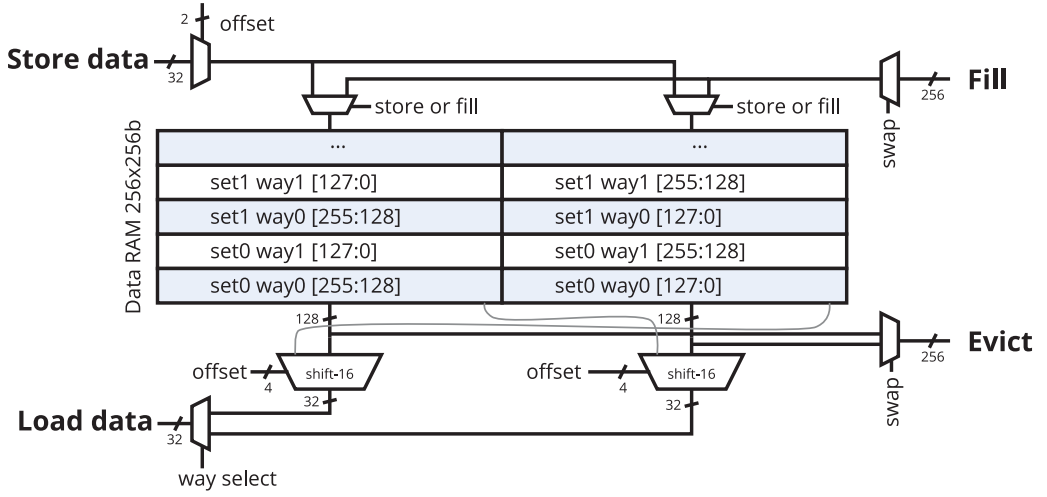 2
offset
Store data
32
Fill
256
swap
store or fill
store or fill
Data RAM 256x256b
...
...
set1 way1 [127:0]
set1 way1 [255:128]
set1 way0 [255:128]
set1 way0 [127:0]
set0 way1 [127:0]
set0 way1 [255:128]
set0 way0 [255:128]
set0 way0 [127:0]
128
128
Evict
256
swap
offset
4
shift-16
offset
4
shift-16
32
32
Load data
32
way select